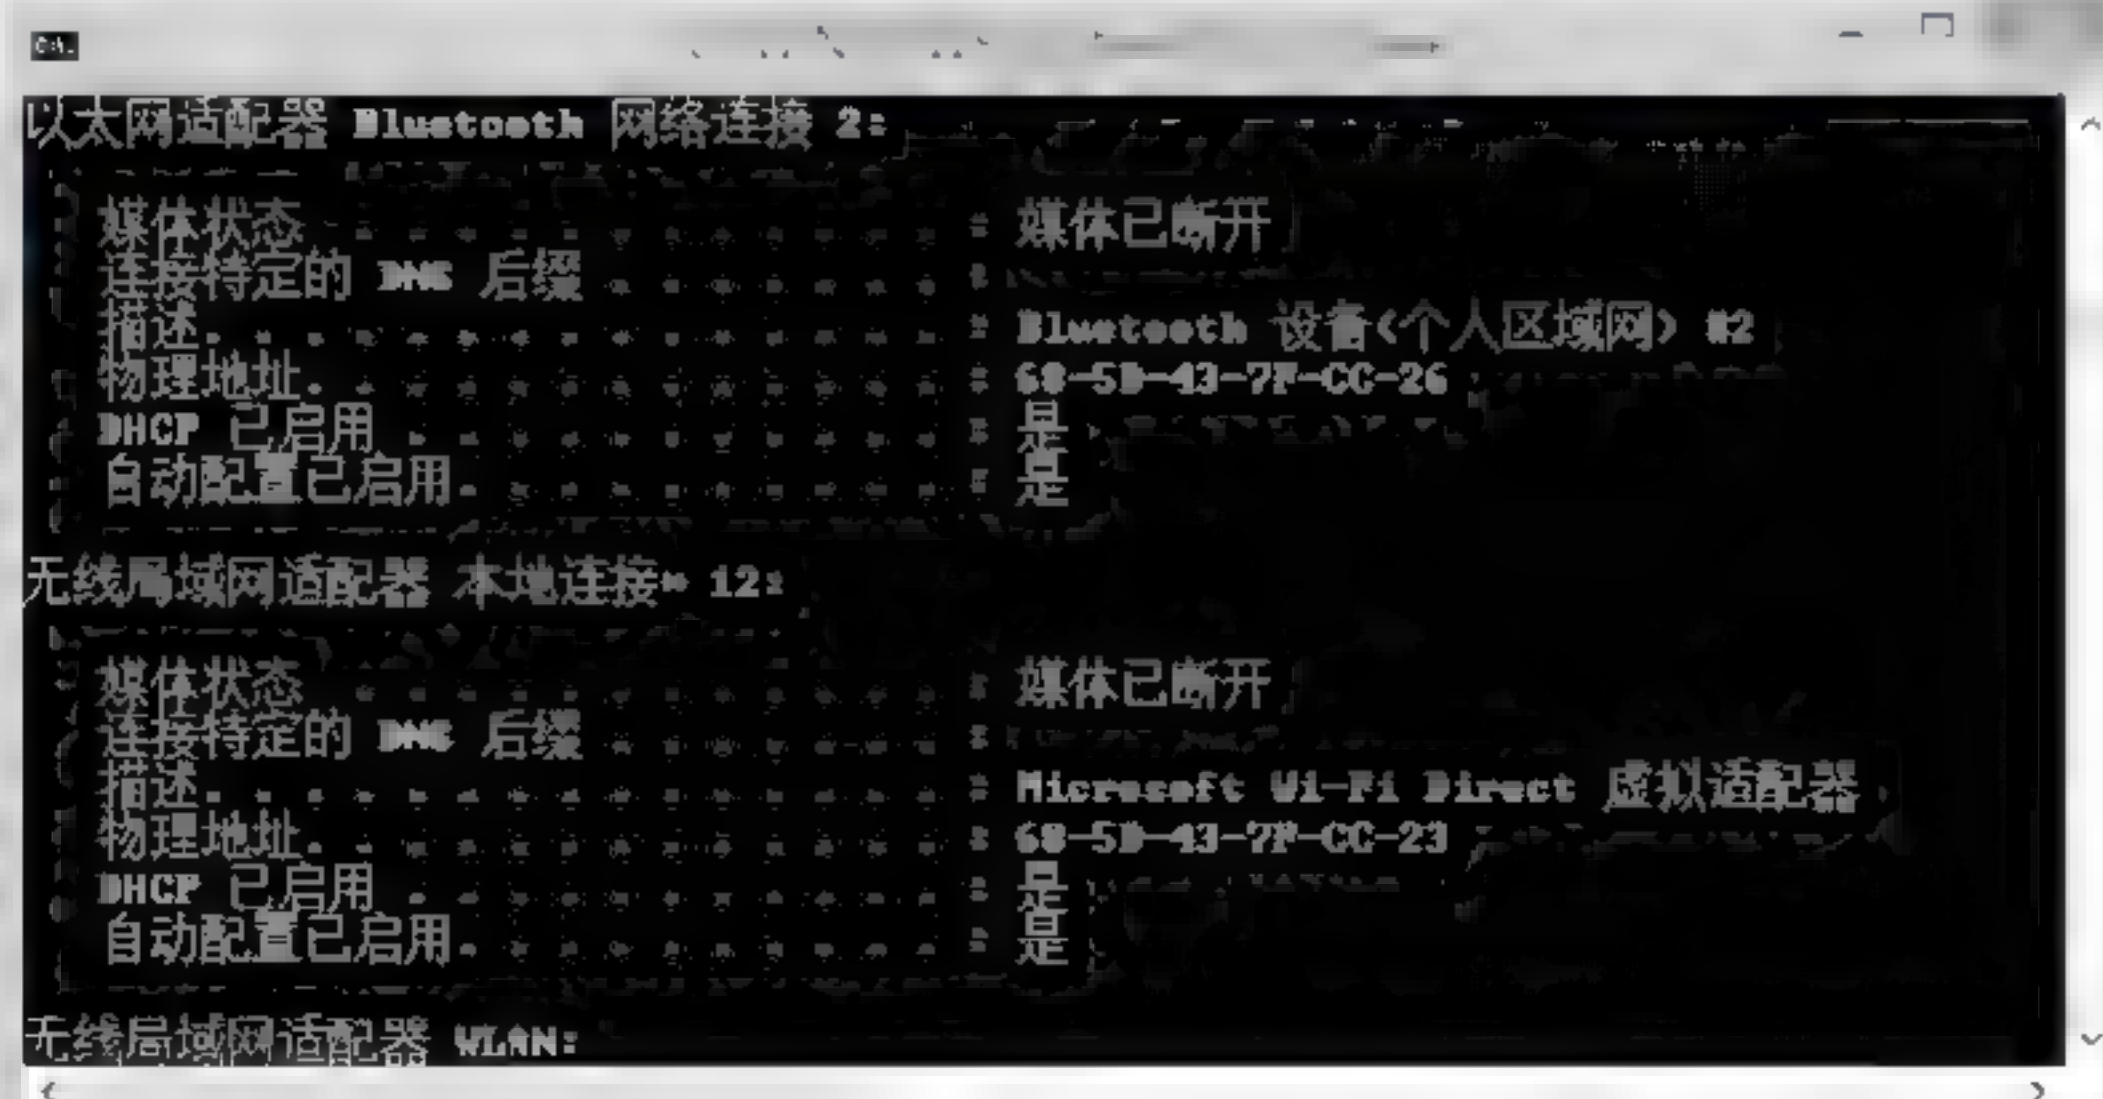 以太网适配器 Bluetooth 网络连接 2:
媒体状态 . . . . . . . . . . . . : 媒体已断开
连接特定的 DNS 后缀 . . . . . . . :
描述. . . . . . . . . . . . . . . : Bluetooth 设备(个人区域网) #2
物理地址. . . . . . . . . . . . . : 68-5D-43-7F-CC-26
DHCP 已启用 . . . . . . . . . . . : 是
自动配置已启用. . . . . . . . . . : 是
无线局域网适配器 本地连接* 12:
媒体状态 . . . . . . . . . . . . : 媒体已断开
连接特定的 DNS 后缀 . . . . . . . :
描述. . . . . . . . . . . . . . . : Microsoft Wi-Fi Direct 虚拟适配器
物理地址. . . . . . . . . . . . . : 68-5D-43-7F-CC-23
DHCP 已启用 . . . . . . . . . . . : 是
自动配置已启用. . . . . . . . . . : 是
无线局域网适配器 WLAN: